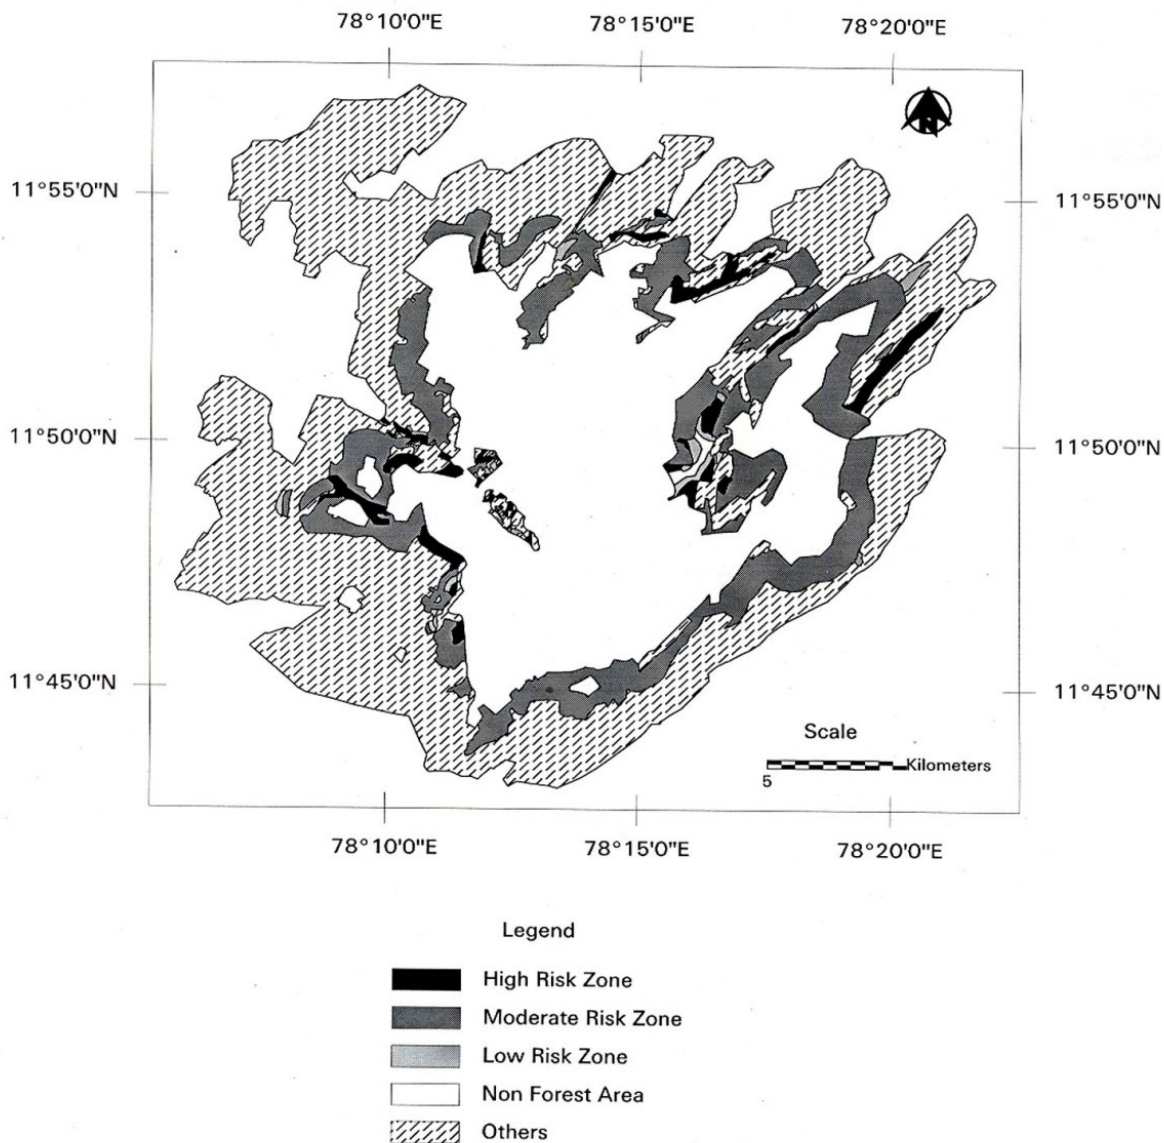 78°10'0"E 78°15'0"E 78°20'0"E
N
11°55'0"N 11°55'0"N
11°50'0"N 11°50'0"N
11°45'0"N 11°45'0"N
Scale
Kilometers
5
78°10'0"E 78°15'0"E 78°20'0"E
Legend
High Risk Zone
Moderate Risk Zone
Low Risk Zone
Non Forest Area
Others